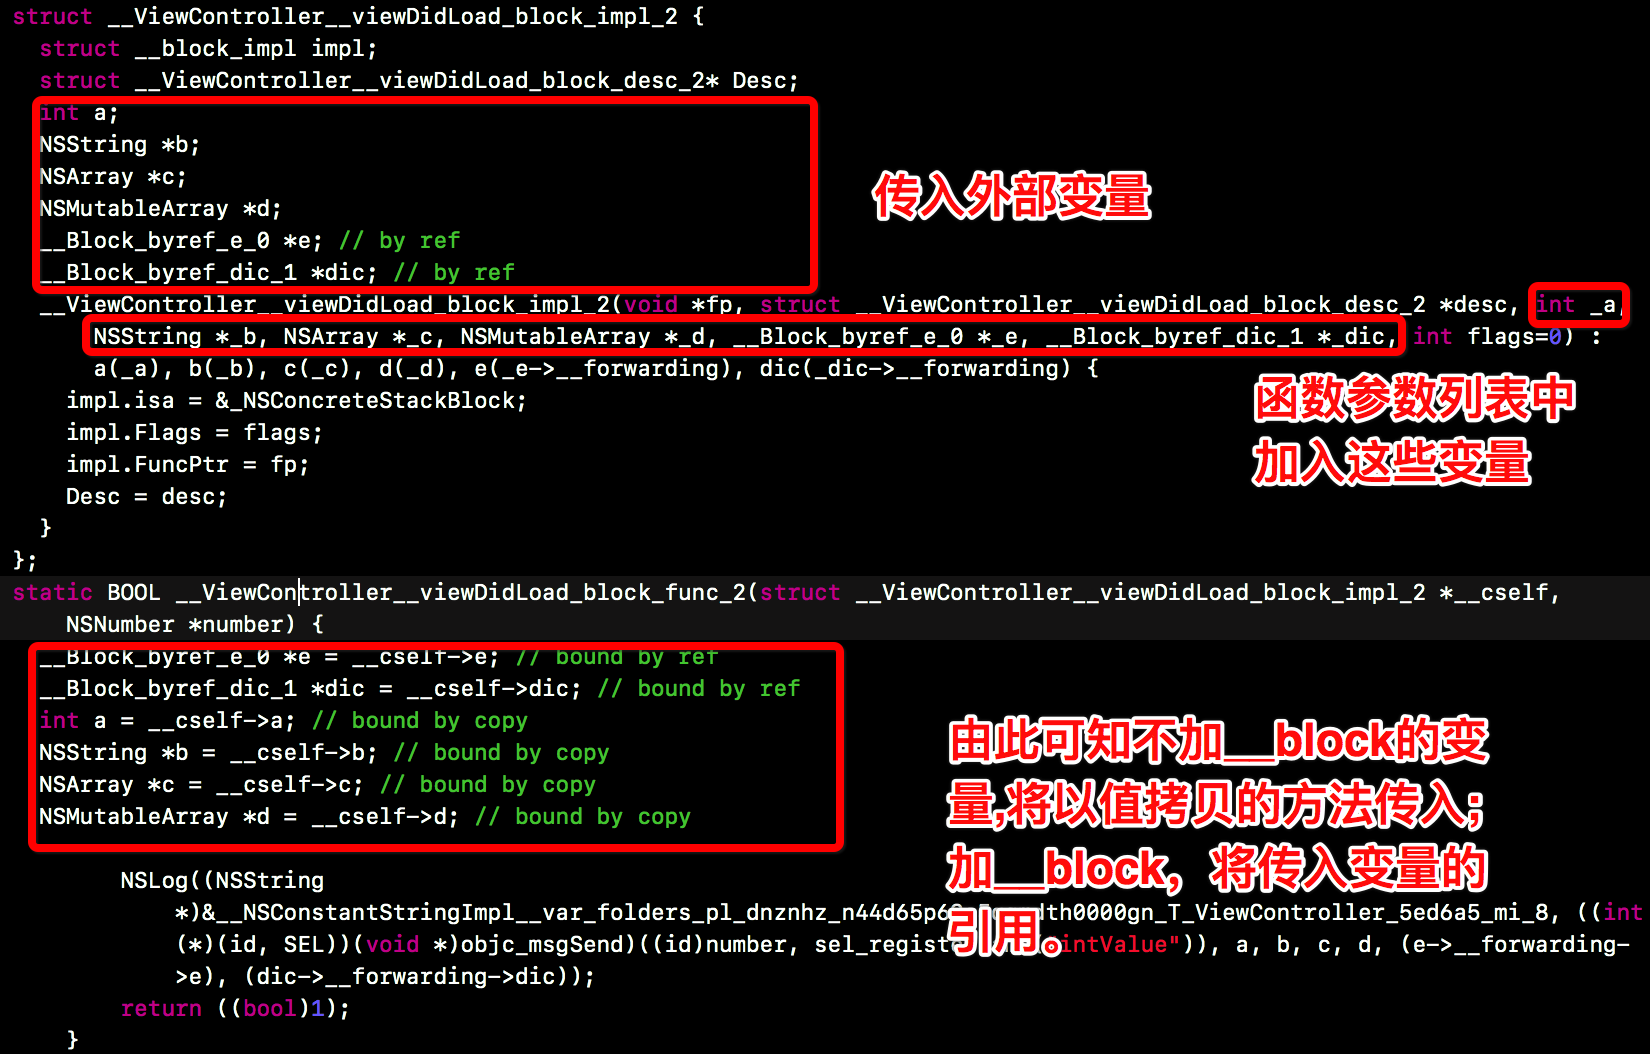 struct __ViewController__viewDidLoad_block_impl_2 {
struct __block_impl impl;
struct __ViewController__viewDidLoad_block_desc_2* Desc;
int a;
NSString *b;
NSArray *c;
NSMutableArray *d;
__Block_byref_e_0 *e; // by ref
__Block_byref_dic_1 *dic; // by ref
传入外部变量
__ViewController__viewDidLoad_block_impl_2(void *fp, struct __ViewController__viewDidLoad_block_desc_2 *desc, int _a,
NSString *_b, NSArray *_c, NSMutableArray *_d, __Block_byref_e_0 *_e, __Block_byref_dic_1 *_dic, int flags=0) :
a(_a), b(_b), c(_c), d(_d), e(_e->__forwarding), dic(_dic->__forwarding) {
impl.isa = &_NSConcreteStackBlock;
impl.Flags = flags;
impl.FuncPtr = fp;
Desc = desc;
}
};
函数参数列表中
加入这些变量
static BOOL __ViewController__viewDidLoad_block_func_2(struct __ViewController__viewDidLoad_block_impl_2 *__cself,
NSNumber *number) {
__Block_byref_e_0 *e = __cself->e; // bound by ref
__Block_byref_dic_1 *dic = __cself->dic; // bound by ref
int a = __cself->a; // bound by copy
NSString *b = __cself->b; // bound by copy
NSArray *c = __cself->c; // bound by copy
NSMutableArray *d = __cself->d; // bound by copy
由此可知不加__block的变
量,将以值拷贝的方法传入;
加__block，将传入变量的
引用。
NSLog((NSString
*)&__NSConstantStringImpl__var_folders_pl_dnznhz_n44d65p6 dth0000gn_T_ViewController_5ed6a5_mi_8, ((int
(*)(id, SEL))(void *)objc_msgSend)((id)number, sel_regist intValue")), a, b, c, d, (e->__forwarding-
>e), (dic->__forwarding->dic));
return ((bool)1);
}